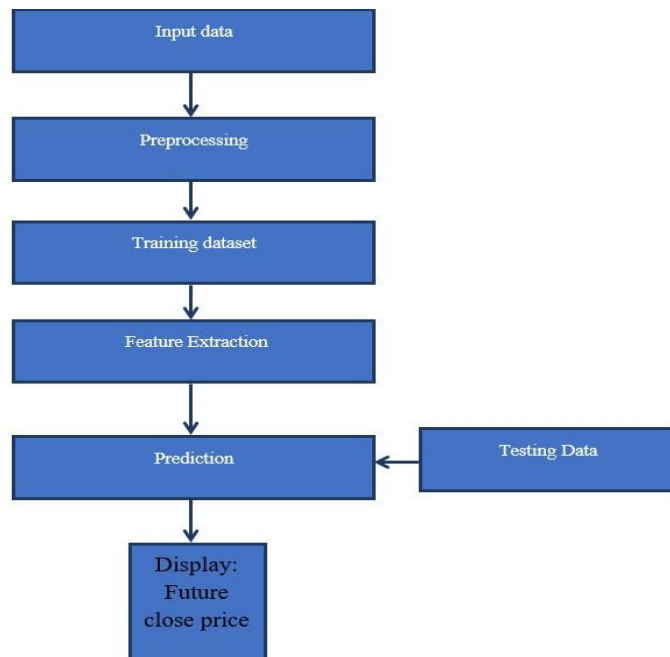 Input data
Preprocessing
Training dataset
Feature Extraction
Prediction
Testing Data
Display:
Future
close price